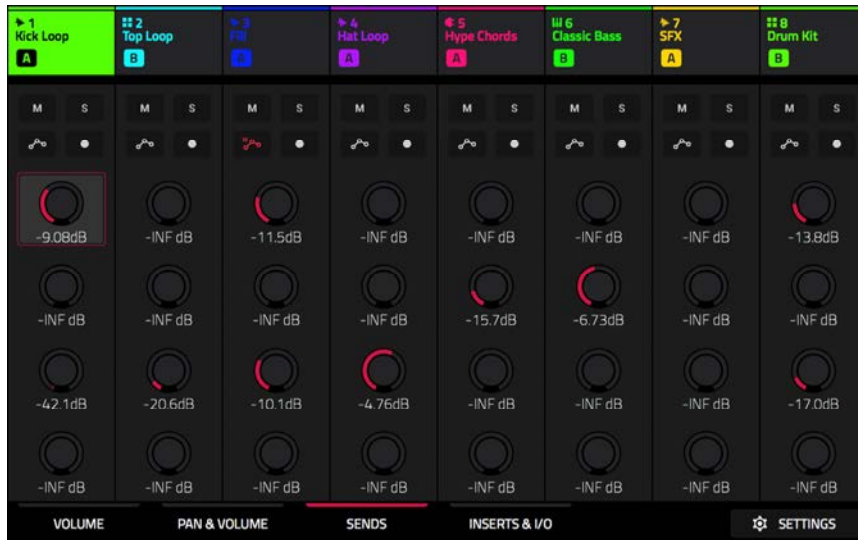 1 2 3 4 5 6 7 8
Kick Loop Top Loop Fill Hat Loop Hype Chords Classic Bass SFX Drum Kit
A B A A A B A B
M S M S M S M S M S M S M S M S
-9.08dB -INF dB -11.5dB -INF dB -INF dB -INF dB -INF dB -13.8dB
-INF dB -INF dB -INF dB -INF dB -15.7dB -6.73dB -INF dB -INF dB
-42.1dB -20.6dB -10.1dB -4.76dB -INF dB -INF dB -INF dB -17.0dB
-INF dB -INF dB -INF dB -INF dB -INF dB -INF dB -INF dB -INF dB
VOLUME PAN & VOLUME SENDS INSERTS & I/O SETTINGS